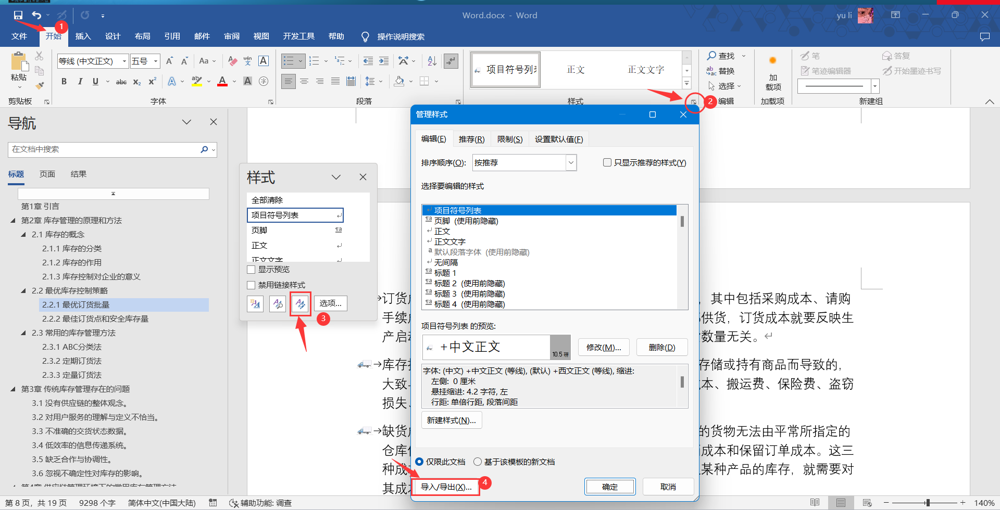 Word.docx - Word
yu li
1
文件
开始
插入
设计
布局
引用
邮件
审阅
视图
开发工具
帮助
操作说明搜索
粘贴
剪贴板
等线 (中文正文)
五号
Aa
wén
文
A
B
I
U
abc
x₂
x²
A
ab
A
A
字
字体
段落
项目符号列表
正文
正文文字
样式
2
查找
替换
选择
编辑
加
载项
加载项
笔
笔迹编辑器
答复
开始墨迹书写
新建组
导航
在文档中搜索
标题
页面
结果
第1章 引言
第2章 库存管理的原理和方法
2.1 库存的概念
2.1.1 库存的分类
2.1.2 库存的作用
2.1.3 库存控制对企业的意义
2.2 最优库存控制策略
2.2.1 最优订货批量
2.2.2 最佳订货点和安全库存量
2.3 常用的库存管理方法
2.3.1 ABC分类法
2.3.2 定期订货法
2.3.3 定量订货法
第3章 传统库存管理存在的问题
3.1 没有供应链的整体观念。
3.2 对用户服务的理解与定义不恰当。
3.3 不准确的交货状态数据。
3.4 低效率的信息传递系统。
3.5 缺乏合作与协调性。
3.6 忽视不确定性对库存的影响。
第4章 供应链管理环境下的常用库存管理方法
样式
全部清除
项目符号列表
页脚
正文
正文文字
显示预览
禁用链接样式
选项...
3
管理样式
编辑(E)
推荐(R)
限制(S)
设置默认值(F)
排序顺序(O):
按推荐
只显示推荐的样式(Y)
选择要编辑的样式
项目符号列表
页脚 (使用前隐藏)
正文
正文文字
默认段落字体 (使用前隐藏)
无间隔
标题 1
标题 2 (使用前隐藏)
标题 3 (使用前隐藏)
标题 4 (使用前隐藏)
项目符号列表 的预览:
+中文正文
10.5 磅
修改(M)...
删除(D)
字体: (中文) +中文正文 (等线), (默认) +西文正文 (等线), 缩进:
左侧: 0 厘米
悬挂缩进: 4.2 字符, 左
行距: 单倍行距, 段落间距
新建样式(N)...
仅限此文档
基于该模板的新文档
导入/导出(X)...
4
确定
取消
订货
，其中包括采购成本、请购
手续
供货，订货成本就要反映生
产启
数量无关。
库存
存储或持有商品而导致的，
大致
本、搬运费、保险费、盗窃
损失、
缺货
的货物无法由平常所指定的
仓库
成本和保留订单成本。这三
种成
某种产品的库存，就需要对
其成
第 8 页，共 19 页
9298 个字
简体中文(中国大陆)
辅助功能: 调查
140%